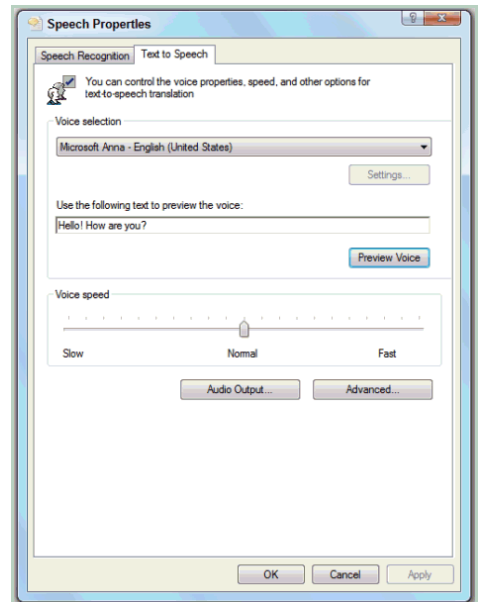 Speech Properties
Speech Recognition Text to Speech
You can control the voice properties, speed, and other options for
text-to-speech translation
Voice selection
Microsoft Anna - English (United States)
Settings...
Use the following text to preview the voice:
Hello! How are you?
Preview Voice
Voice speed
Slow Normal Fast
Audio Output... Advanced...
OK Cancel Apply